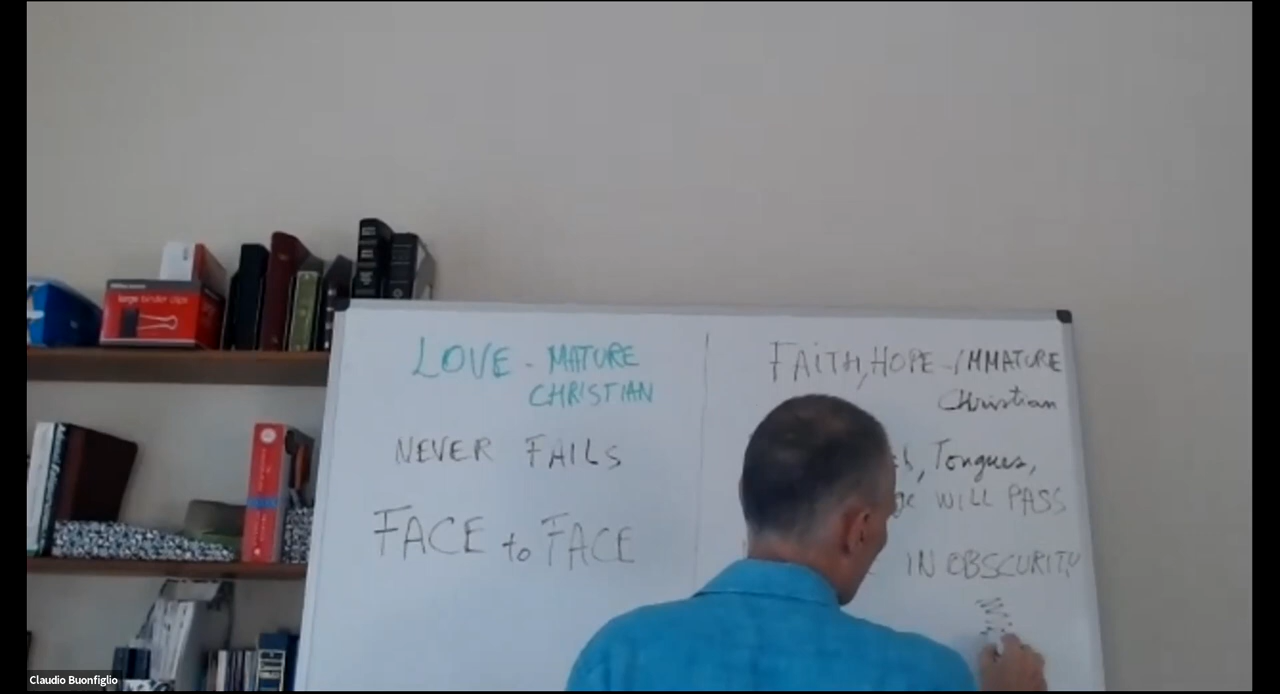 LOVE - MATURE
CHRISTIAN
NEVER FAILS
FACE to FACE
FAITH, HOPE - IMMATURE
Christian
Tongues,
WILL PASS
IN OBSCURITY
large binder clips
Claudio Buonfiglio